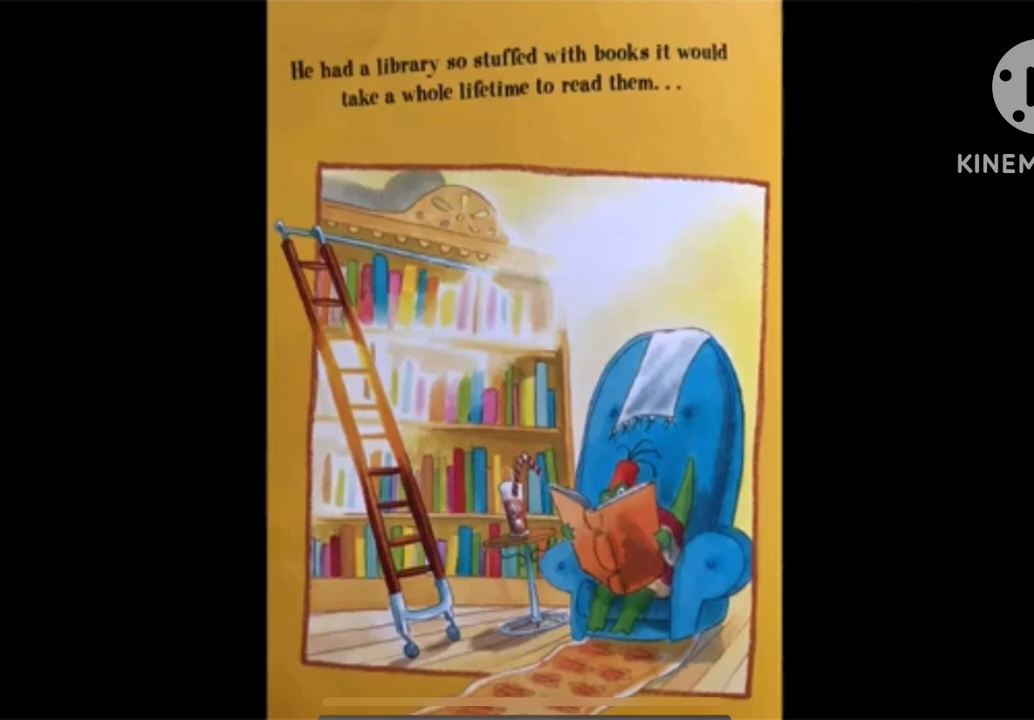 He had a library so stuffed with books it would
take a whole lifetime to read them. . .
KINEM